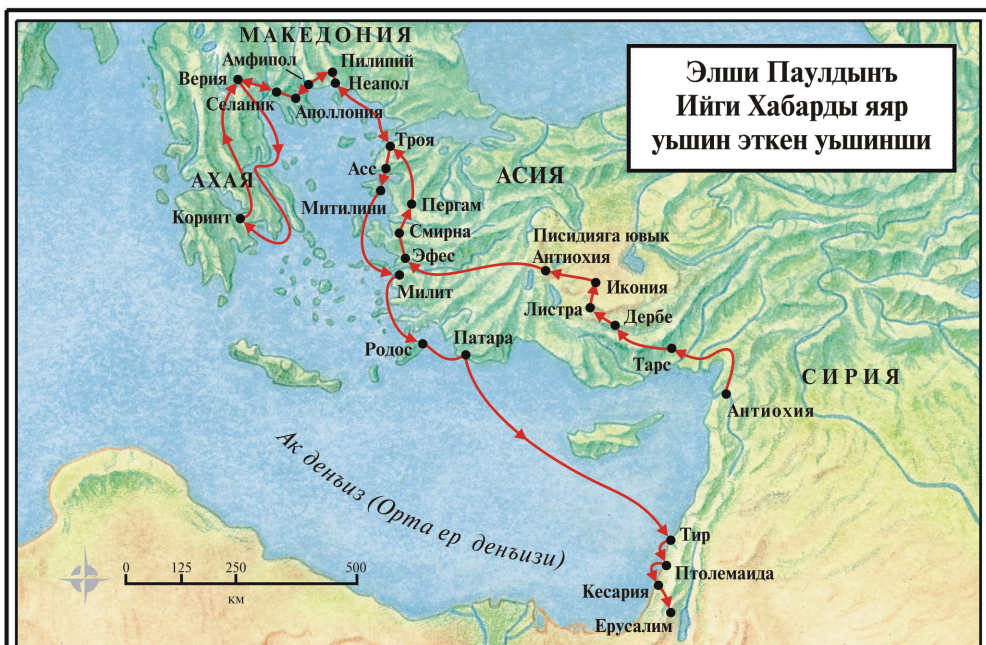 Элши Паулдынъ
Ийги Хабарды яяр
уьшин эткен уьшинши
МАКЕДОНИЯ
Амфипол
Пилипий
Верия
Неапол
Селаник
Аполлония
Троя
Асс
АСИЯ
АХАЯ
Митилини
Пергам
Коринт
Смирна
Писидияга ювык
Эфес
Антиохия
Милит
Икония
Листра
Дербе
Родос
Патара
Тарс
СИРИЯ
Антиохия
Ак денъиз (Орта ер денъизи)
Тир
0 125 250 500
км
Птолемаида
Кесария
Ерусалим